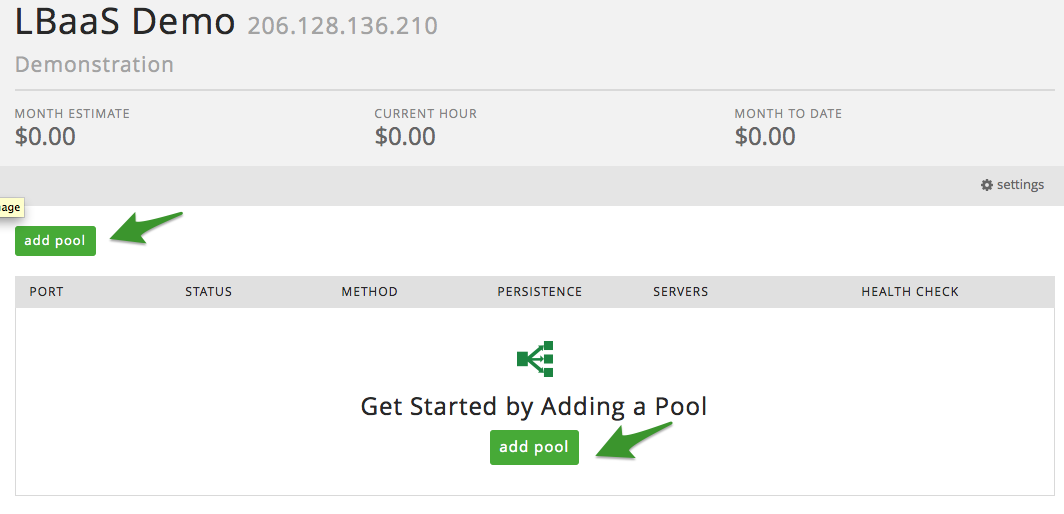 LBaaS Demo 206.128.136.210
Demonstration
MONTH ESTIMATE CURRENT HOUR MONTH TO DATE
$0.00 $0.00 $0.00
settings
age
add pool
PORT STATUS METHOD PERSISTENCE SERVERS HEALTH CHECK
Get Started by Adding a Pool
add pool